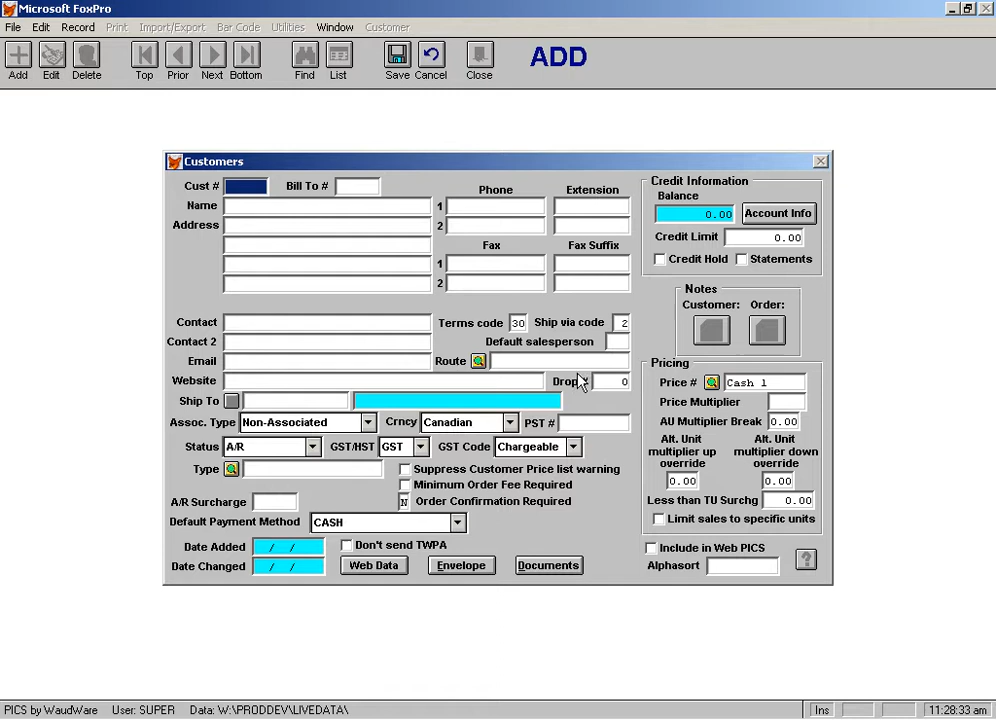 Microsoft FoxPro
File Edit Record Print Import/Export Bar Code Utilities Window Customer
Add Edit Delete Top Prior Next Bottom Find List Save Cancel Close
ADD
Customers
Cust # Bill To #
Name
Address
Phone Extension
1
2
Fax Fax Suffix
1
2
Credit Information
Balance
0.00 Account Info
Credit Limit 0.00
Credit Hold Statements
Notes
Customer: Order:
Contact
Terms code 30 Ship via code 2
Contact 2
Default salesperson
Email
Route
Website
Drop # 0
Ship To
Assoc. Type Non-Associated Crncy Canadian PST #
Status A/R GST/HST GST GST Code Chargeable
Type
Suppress Customer Price list warning
Minimum Order Fee Required
A/R Surcharge
N Order Confirmation Required
Default Payment Method CASH
Date Added / /
Don't send TWPA
Date Changed / /
Web Data Envelope Documents
Pricing
Price # Cash 1
Price Multiplier
AU Multiplier Break 0.00
Alt. Unit
multiplier up
override
0.00
Alt. Unit
multiplier down
override
0.00
Less than TU Surchg 0.00
Limit sales to specific units
Include in Web PICS
Alphasort
?
PICS by WaudWare User: SUPER Data: W:\PRODDEV\LIVEDATA\ Ins 11:28:33 am